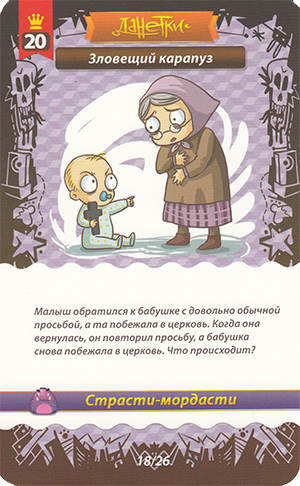 20
Данетки
Зловещий карапуз
Малыш обратился к бабушке с довольно обычной
просьбой, а та побежала в церковь. Когда она
вернулась, он повторил просьбу, а бабушка
снова побежала в церковь. Что происходит?
Страсти-мордасти
18/26